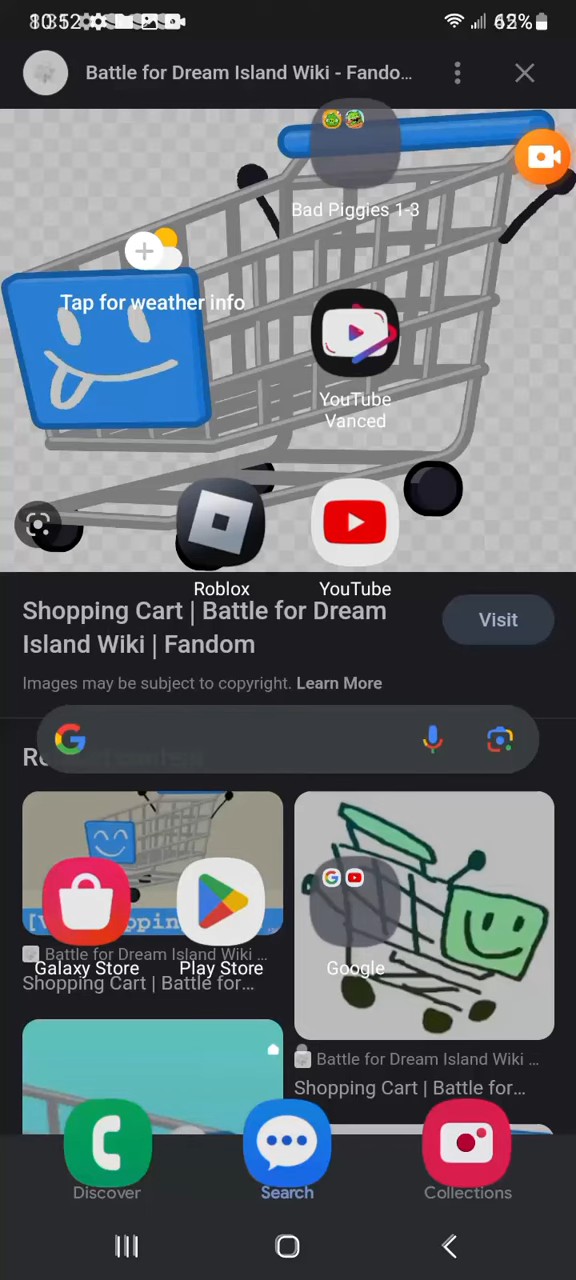 Battle for Dream Island Wiki - Fando...
Bad Piggies 1-3
Tap for weather info
YouTube
Vanced
Roblox
YouTube
Shopping Cart | Battle for Dream
Island Wiki | Fandom
Visit
Images may be subject to copyright. Learn More
Battle for Dream Island Wiki ...
Galaxy Store
Play Store
Google
Shopping Cart | Battle for...
Battle for Dream Island Wiki ...
Shopping Cart | Battle for...
Discover
Search
Collections